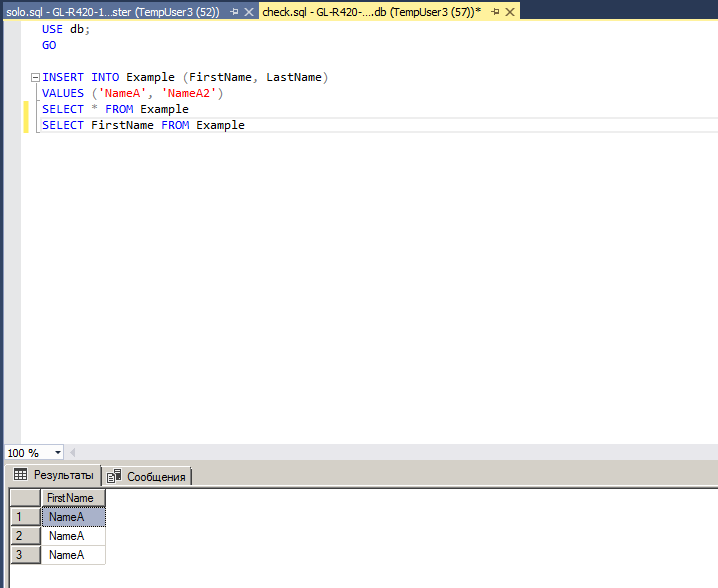 solo.sql - GL-R420-1...ster (TempUser3 (52)) check.sql - GL-R420-....db (TempUser3 (57))*
USE db;
GO
INSERT INTO Example (FirstName, LastName)
VALUES ('NameA', 'NameA2')
SELECT * FROM Example
SELECT FirstName FROM Example
100 %
Результаты Сообщения
FirstName
1 NameA
2 NameA
3 NameA